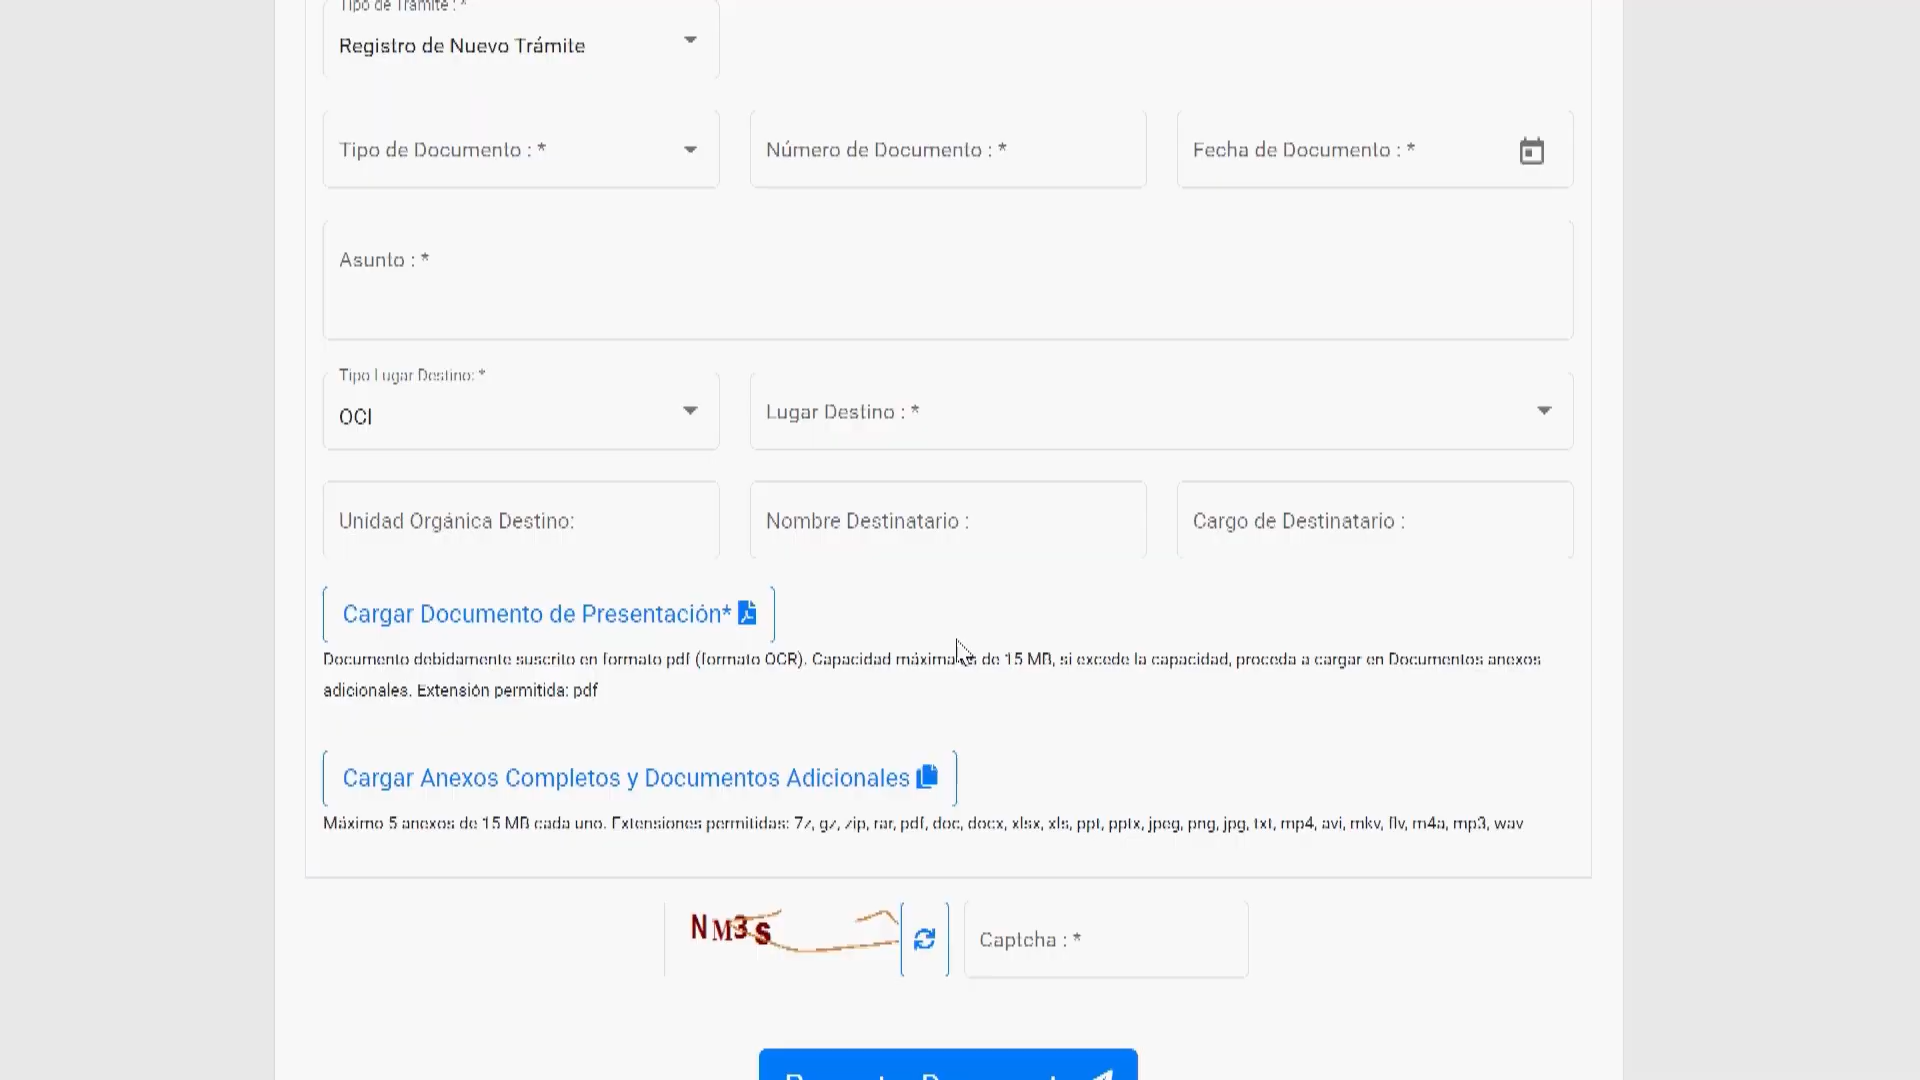 Tipo de Trámite : *
Registro de Nuevo Trámite
Tipo de Documento : *
Número de Documento : *
Fecha de Documento : *
Asunto : *
Tipo Lugar Destino: *
OCI
Lugar Destino : *
Unidad Orgánica Destino:
Nombre Destinatario :
Cargo de Destinatario :
Cargar Documento de Presentación*
Documento debidamente suscrito en formato pdf (formato OCR). Capacidad máxima es de 15 MB, si excede la capacidad, proceda a cargar en Documentos anexos
adicionales. Extensión permitida: pdf
Cargar Anexos Completos y Documentos Adicionales
Máximo 5 anexos de 15 MB cada uno. Extensiones permitidas: 7z, gz, zip, rar, pdf, doc, docx, xlsx, xls, ppt, pptx, jpeg, png, jpg, txt, mp4, avi, mkv, flv, m4a, mp3, wav
NM3s
Captcha : *